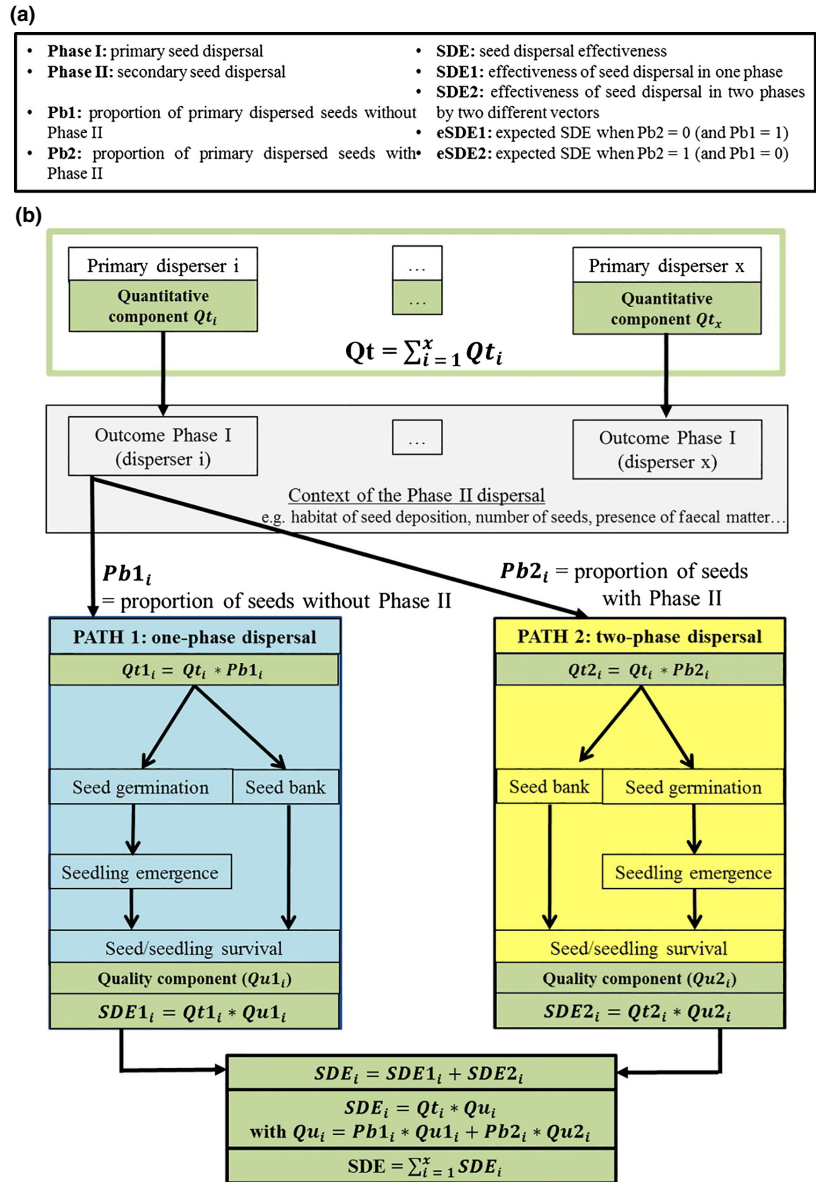 (a)
• Phase I: primary seed dispersal
• Phase II: secondary seed dispersal
• Pb1: proportion of primary dispersed seeds without
Phase II
• Pb2: proportion of primary dispersed seeds with
Phase II
• SDE: seed dispersal effectiveness
• SDE1: effectiveness of seed dispersal in one phase
• SDE2: effectiveness of seed dispersal in two phases
by two different vectors
• eSDE1: expected SDE when Pb2 = 0 (and Pb1 = 1)
• eSDE2: expected SDE when Pb2 = 1 (and Pb1 = 0)
(b)
Primary disperser i
Quantitative
component Qt_i
…
…
Primary disperser x
Quantitative
component Qt_x
Qt = ∑_{i = 1}^{x} Qt_i
Outcome Phase I
(disperser i)
…
Outcome Phase I
(disperser x)
Context of the Phase II dispersal
e.g. habitat of seed deposition, number of seeds, presence of faecal matter…
Pb1_i
= proportion of seeds without Phase II
Pb2_i = proportion of seeds
with Phase II
PATH 1: one-phase dispersal
Qt1_i = Qt_i * Pb1_i
Seed germination
Seed bank
Seedling emergence
Seed/seedling survival
Quality component (Qu1_i)
SDE1_i = Qt1_i * Qu1_i
PATH 2: two-phase dispersal
Qt2_i = Qt_i * Pb2_i
Seed bank
Seed germination
Seedling emergence
Seed/seedling survival
Quality component (Qu2_i)
SDE2_i = Qt2_i * Qu2_i
SDE_i = SDE1_i + SDE2_i
SDE_i = Qt_i * Qu_i
with Qu_i = Pb1_i * Qu1_i + Pb2_i * Qu2_i
SDE = ∑_{i = 1}^{x} SDE_i